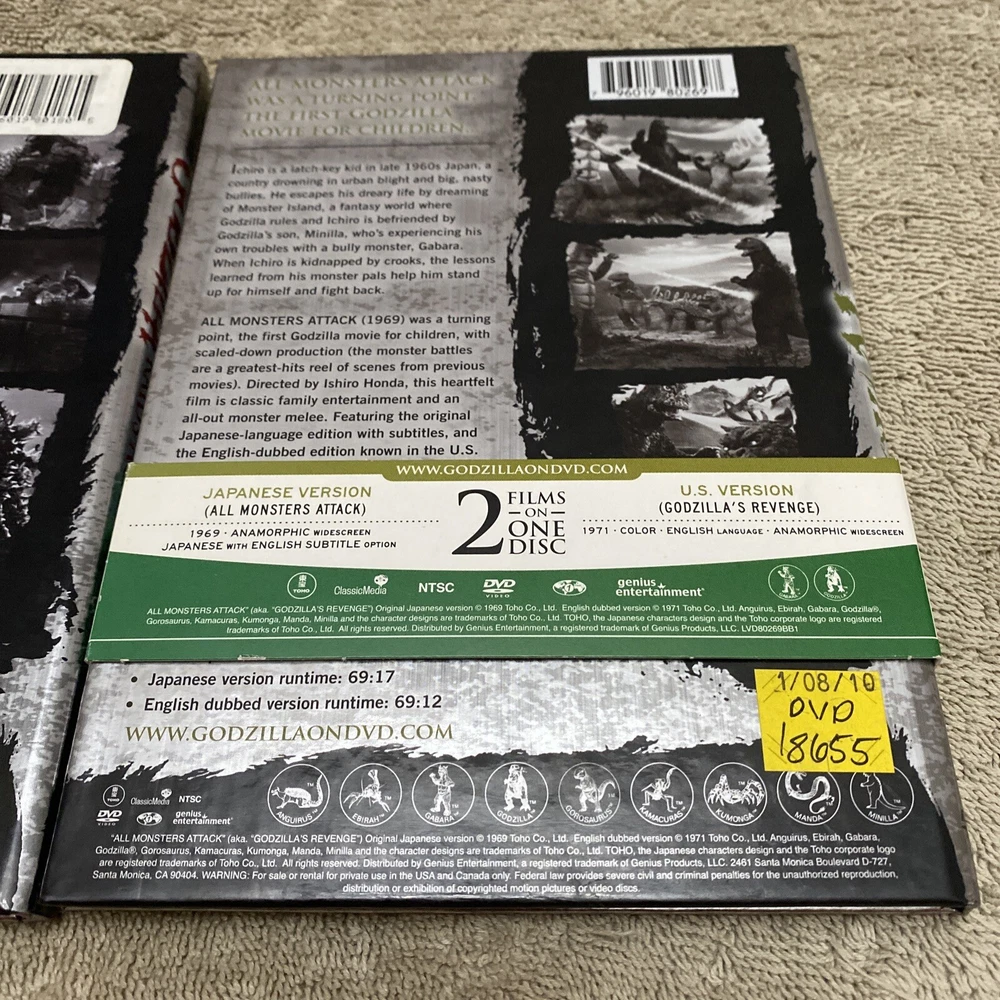 ALL MONSTERS ATTACK
WAS A TURNING POINT:
THE FIRST GODZILLA
MOVIE FOR CHILDREN
7 96019 80269 7
Ichiro is a latch-key kid in late 1960s Japan, a
country drowning in urban blight and big, nasty
bullies. He escapes his dreary life by dreaming
of Monster Island, a fantasy world where
Godzilla rules and Ichiro is befriended by
Godzilla's son, Minilla, who's experiencing his
own troubles with a bully monster, Gabara.
When Ichiro is kidnapped by crooks, the lessons
learned from his monster pals help him stand
up for himself and fight back.
ALL MONSTERS ATTACK (1969) was a turning
point, the first Godzilla movie for children, with
scaled-down production (the monster battles
are a greatest-hits reel of scenes from previous
movies). Directed by Ishiro Honda, this heartfelt
film is classic family entertainment and an
all-out monster melee. Featuring the original
Japanese-language edition with subtitles, and
the English-dubbed edition known in the U.S.
WWW.GODZILLAONDVD.COM
JAPANESE VERSION
(ALL MONSTERS ATTACK)
1969 · ANAMORPHIC WIDESCREEN
JAPANESE WITH ENGLISH SUBTITLE OPTION
2 FILMS
ON
ONE
DISC
U.S. VERSION
(GODZILLA'S REVENGE)
1971 · COLOR · ENGLISH LANGUAGE · ANAMORPHIC WIDESCREEN
TOHO ClassicMedia NTSC DVD VIDEO genius entertainment® GABARA GODZILLA
ALL MONSTERS ATTACK" (aka. "GODZILLA'S REVENGE") Original Japanese version © 1969 Toho Co., Ltd. English dubbed version © 1971 Toho Co., Ltd. Anguirus, Ebirah, Gabara, Godzilla®,
Gorosaurus, Kamacuras, Kumonga, Manda, Minilla and the character designs are trademarks of Toho Co., Ltd. TOHO, the Japanese characters design and the Toho corporate logo are registered
trademarks of Toho Co., Ltd. All rights reserved. Distributed by Genius Entertainment, a registered trademark of Genius Products, LLC. LVD80269BB1
• Japanese version runtime: 69:17
• English dubbed version runtime: 69:12
WWW.GODZILLAONDVD.COM
1/08/10
DVD
18655
TOHO ClassicMedia NTSC
DVD VIDEO genius entertainment®
ANGUIRUS™ EBIRAH™ GABARA™ GODZILLA™ GOROSAURUS™ KAMACURAS™ KUMONGA™ MANDA™ MINILLA™
"ALL MONSTERS ATTACK" (aka. "GODZILLA'S REVENGE") Original Japanese version © 1969 Toho Co., Ltd. English dubbed version © 1971 Toho Co., Ltd. Anguirus, Ebirah, Gabara,
Godzilla®, Gorosaurus, Kamacuras, Kumonga, Manda, Minilla and the character designs are trademarks of Toho Co., Ltd. TOHO, the Japanese characters design and the Toho corporate logo
are registered trademarks of Toho Co., Ltd. All rights reserved. Distributed by Genius Entertainment, a registered trademark of Genius Products, LLC. 2461 Santa Monica Boulevard D-727,
Santa Monica, CA 90404. WARNING: For sale or rental for private use in the USA and Canada only. Federal law provides severe civil and criminal penalties for the unauthorized reproduction,
distribution or exhibition of copyrighted motion pictures or video discs.